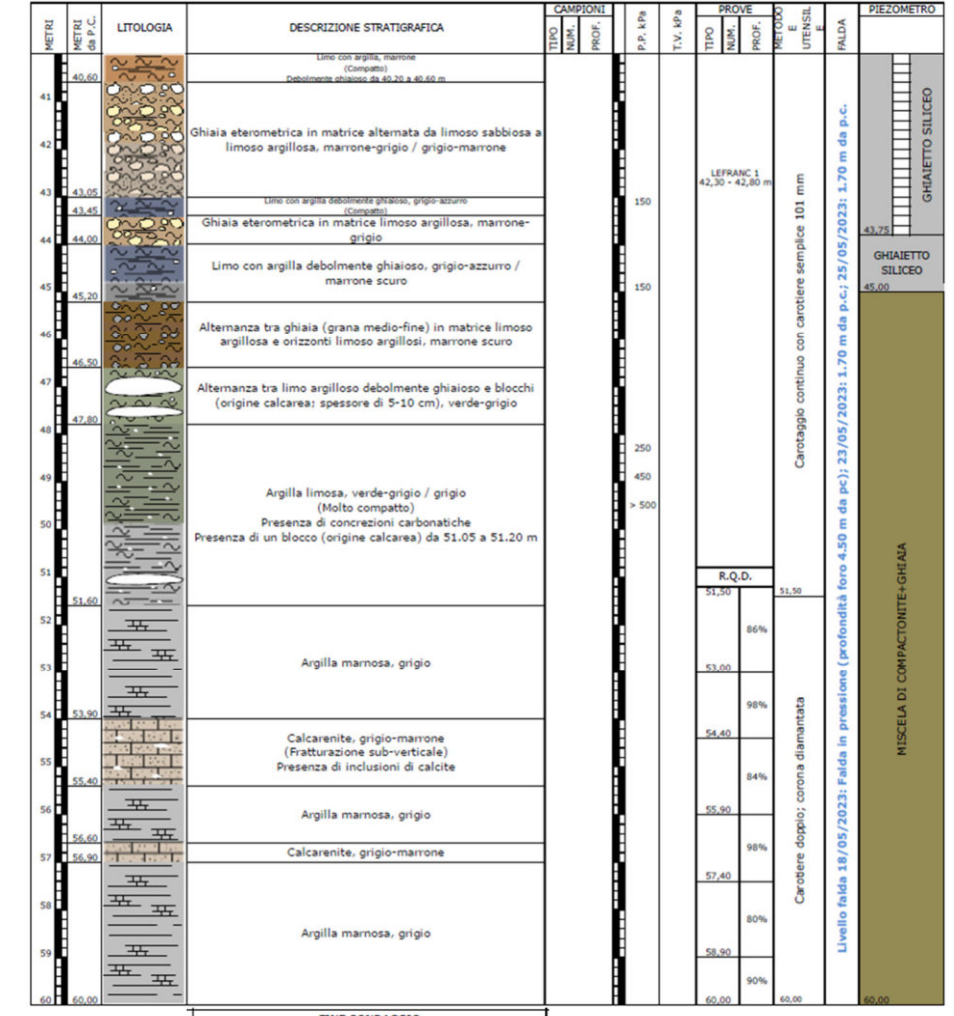 METRI
METRI da P.C.
LITOLOGIA
DESCRIZIONE STRATIGRAFICA
CAMPIONI
TIPO
NUM.
PROF.
P.P. kPa
T.V. kPa
PROVE
TIPO
NUM.
PROF.
METODO E UTENSIL E
FALDA
PIEZOMETRO
Limo con argilla, marrone
(Compatto)
Debolmente ghiaioso da 40.20 a 40.60 m
40,60
41
Ghiaia eterometrica in matrice alternata da limoso sabbiosa a
limoso argillosa, marrone-grigio / grigio-marrone
42
LEFRANC 1
42,30 - 42,80 m
43
43,05
Limo con argilla debolmente ghiaioso, grigio-azzurro
(Compatto)
150
43,45
Ghiaia eterometrica in matrice limoso argillosa, marrone-
grigio
44
44,00
GHIAIETTO SILICEO
43,75
Limo con argilla debolmente ghiaioso, grigio-azzurro /
marrone scuro
GHIAIETTO
SILICEO
45
45,20
150
45,00
Alternanza tra ghiaia (grana medio-fine) in matrice limoso
argillosa e orizzonti limoso argillosi, marrone scuro
46
46,50
47
Alternanza tra limo argilloso debolmente ghiaioso e blocchi
(origine calcarea; spessore di 5-10 cm), verde-grigio
47,80
48
250
49
450
> 500
Argilla limosa, verde-grigio / grigio
(Molto compatto)
Presenza di concrezioni carbonatiche
Presenza di un blocco (origine calcarea) da 51.05 a 51.20 m
50
51
R.Q.D.
51,50
51,50
51,60
52
86%
Argilla marnosa, grigio
53
53,00
98%
54
53,90
54,40
Calcarenite, grigio-marrone
(Fratturazione sub-verticale)
Presenza di inclusioni di calcite
55
84%
55,40
56
55,90
Argilla marnosa, grigio
56,60
98%
57
56,90
Calcarenite, grigio-marrone
57,40
58
80%
Argilla marnosa, grigio
59
58,90
90%
60
60,00
60,00
60,00
60,00
Carotaggio continuo con carotiere semplice 101 mm
Carotiere doppio; corona diamantata
Livello falda 18/05/2023: Falda in pressione (profondità foro 4.50 m da pc); 23/05/2023: 1.70 m da p.c.; 25/05/2023: 1.70 m da p.c.
MISCELA DI COMPACTONITE+GHIAIA